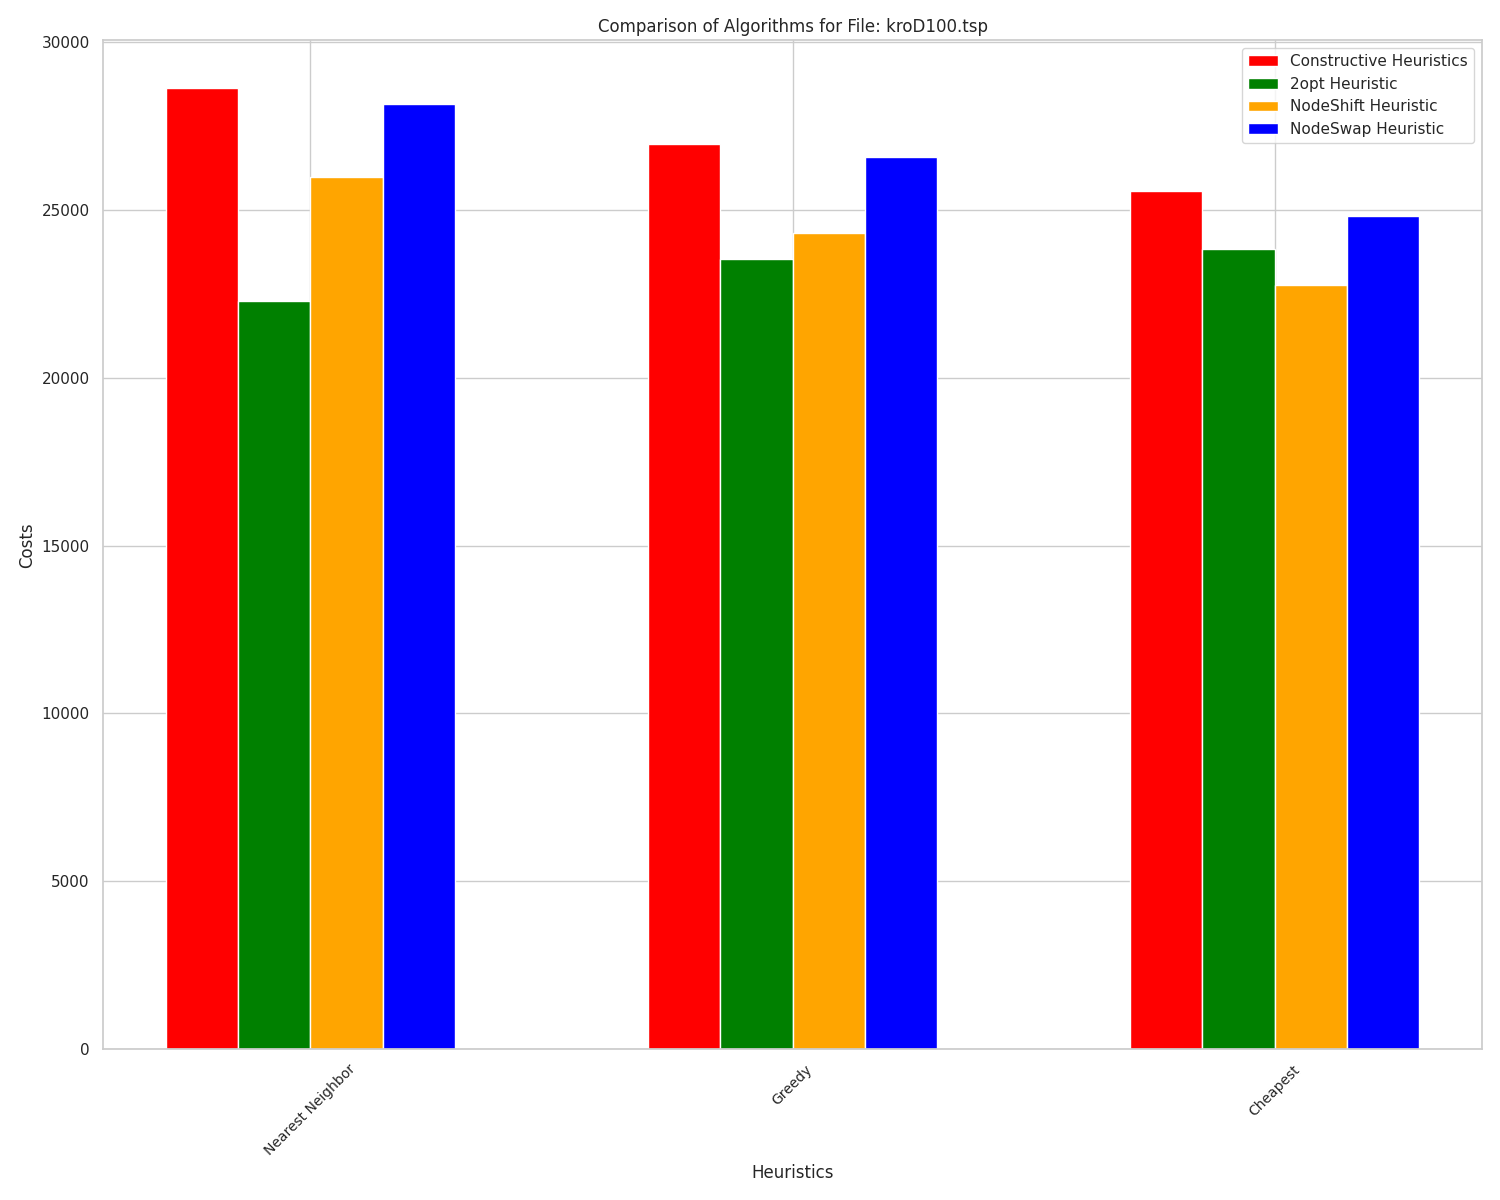 Comparison of Algorithms for File: kroD100.tsp
Constructive Heuristics
2opt Heuristic
NodeShift Heuristic
NodeSwap Heuristic
30000
25000
20000
15000
10000
5000
0
Costs
Nearest Neighbor
Greedy
Cheapest
Heuristics